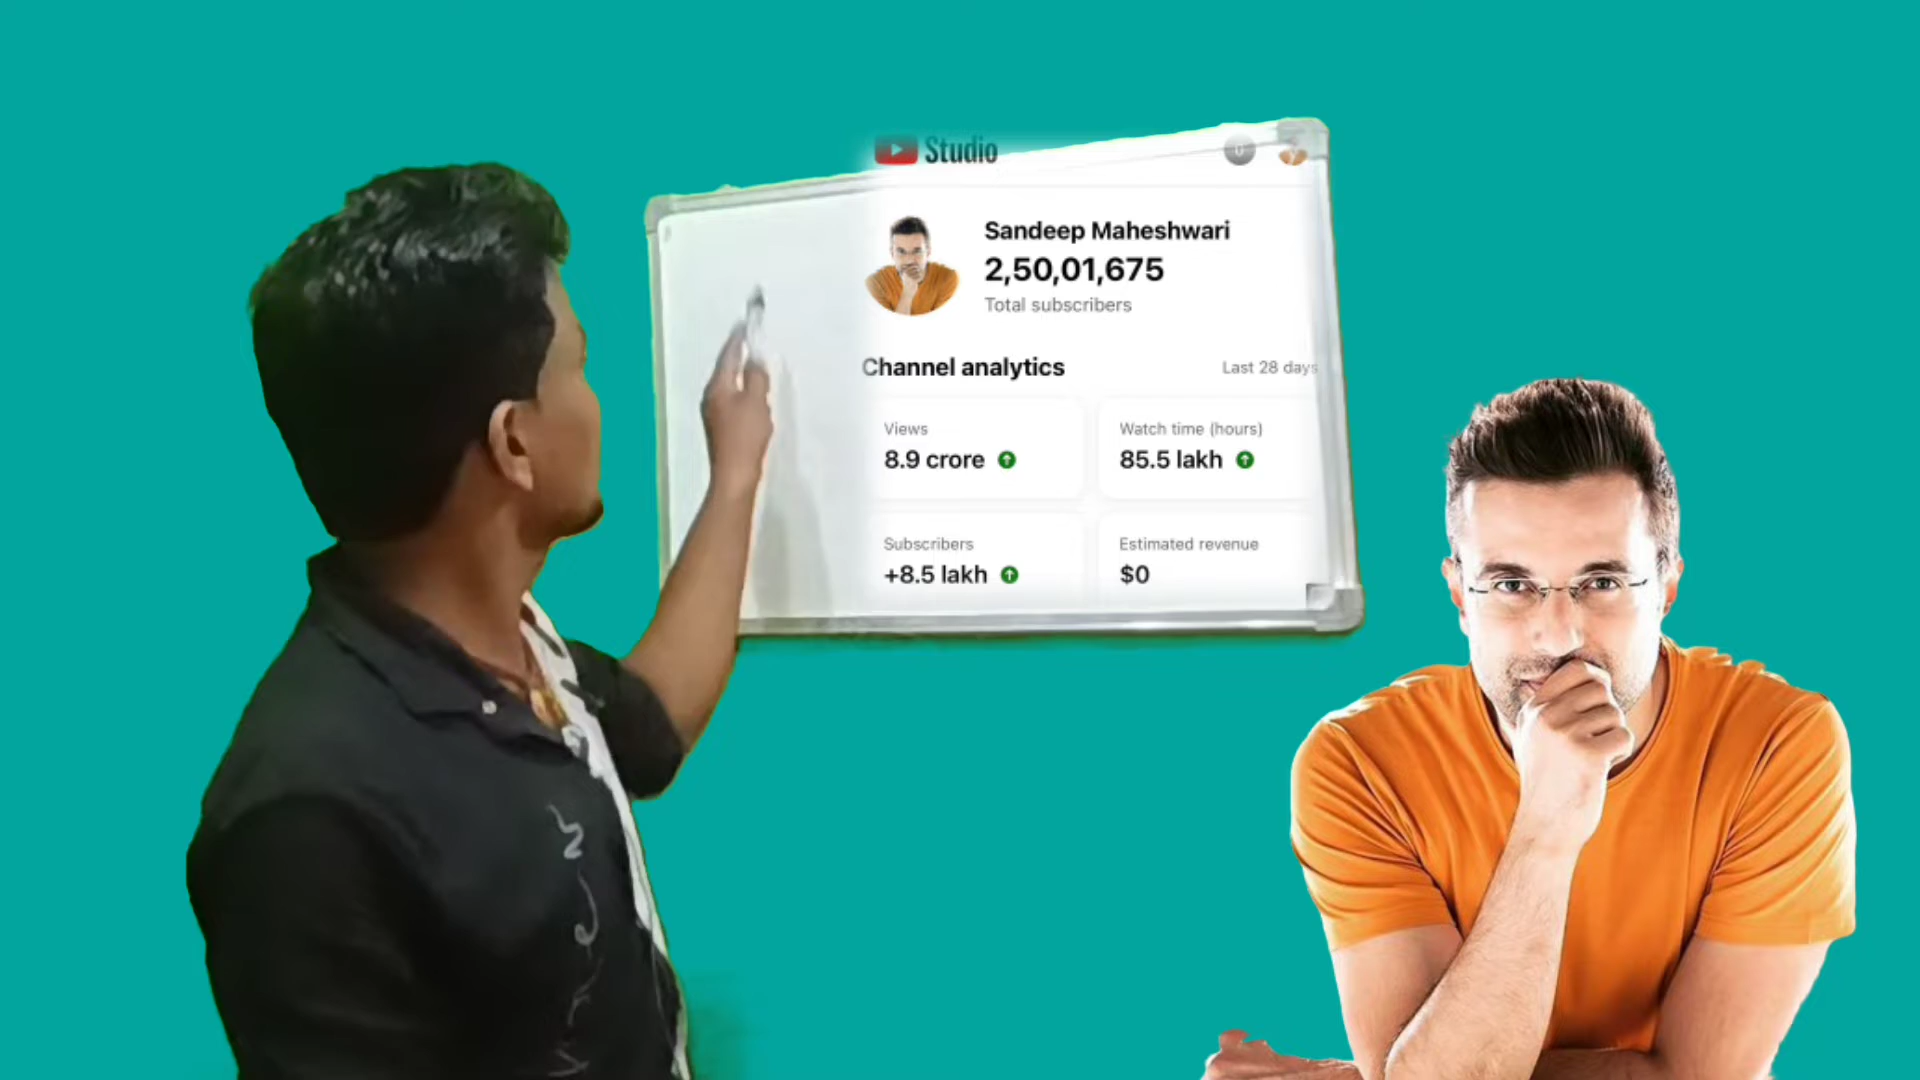 Studio
Sandeep Maheshwari
2,50,01,675
Total subscribers
Channel analytics
Last 28 days
Views
8.9 crore
Watch time (hours)
85.5 lakh
Subscribers
+8.5 lakh
Estimated revenue
$0